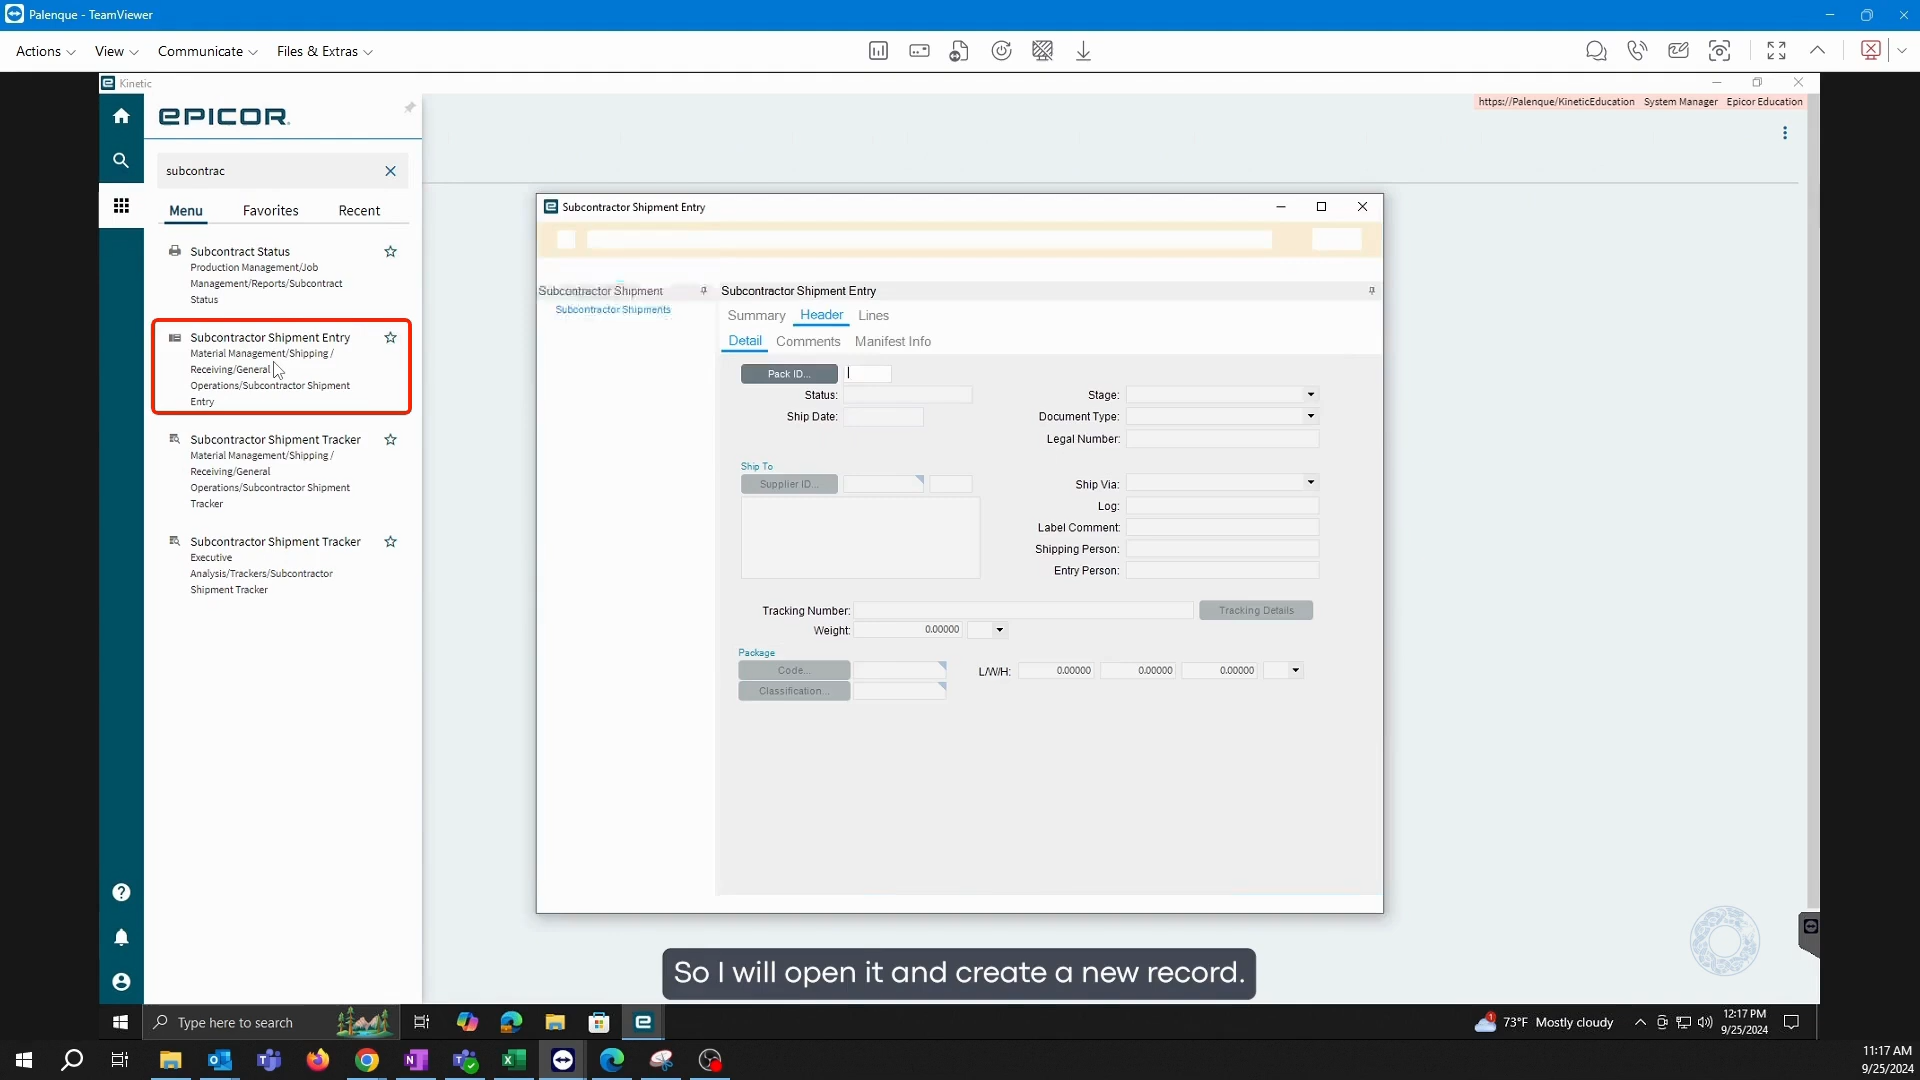 Palenque - TeamViewer
Actions View Communicate Files & Extras
Kinetic
https://Palenque/KineticEducation System Manager Epicor Education
EPICOR
subcontrac
Menu Favorites Recent
Subcontract Status
Production Management/Job
Management/Reports/Subcontract
Status
Subcontractor Shipment Entry
Material Management/Shipping /
Receiving/General
Operations/Subcontractor Shipment
Entry
Subcontractor Shipment Tracker
Material Management/Shipping /
Receiving/General
Operations/Subcontractor Shipment
Tracker
Subcontractor Shipment Tracker
Executive
Analysis/Trackers/Subcontractor
Shipment Tracker
Subcontractor Shipment Entry
Subcontractor Shipment
Subcontractor Shipments
Subcontractor Shipment Entry
Summary Header Lines
Detail Comments Manifest Info
Pack ID...
Status:
Ship Date:
Stage:
Document Type:
Legal Number:
Ship To
Supplier ID...
Ship Via:
Log:
Label Comment:
Shipping Person:
Entry Person:
Tracking Number: Tracking Details
Weight: 0.00000
Package
Code... L/W/H: 0.00000 0.00000 0.00000
Classification...
So I will open it and create a new record.
Type here to search
1
73°F Mostly cloudy
12:17 PM
9/25/2024
11:17 AM
9/25/2024